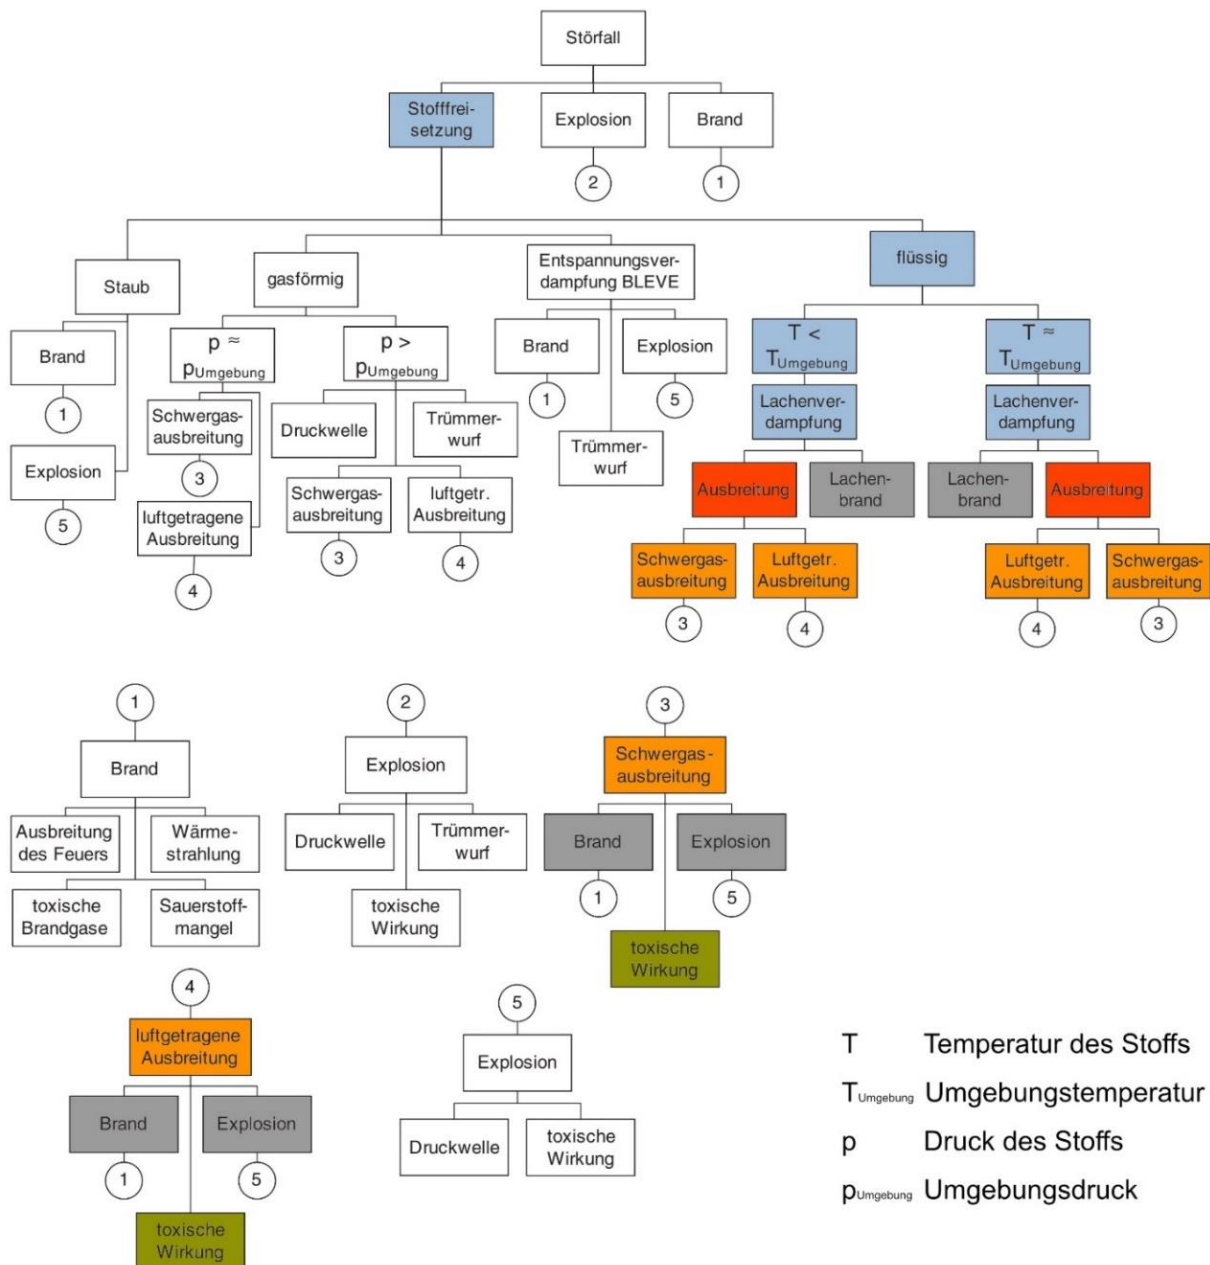 Störfall
Stofffrei-
setzung
Explosion
Brand
2
1
Staub
gasförmig
Entspannungsver-
dampfung BLEVE
flüssig
Brand
1
Explosion
5
p ≈
pUmgebung
p >
pUmgebung
Schwergas-
ausbreitung
3
luftgetragene
Ausbreitung
4
Druckwelle
Trümmer-
wurf
Schwergas-
ausbreitung
3
luftgetr.
Ausbreitung
4
Brand
1
Explosion
5
Trümmer-
wurf
T <
TUmgebung
Lachenver-
dampfung
Ausbreitung
Lachen-
brand
Schwergas-
ausbreitung
3
Luftgetr.
Ausbreitung
4
T ≈
TUmgebung
Lachenver-
dampfung
Lachen-
brand
Ausbreitung
Luftgetr.
Ausbreitung
4
Schwergas-
ausbreitung
3
1
Brand
Ausbreitung
des Feuers
Wärme-
strahlung
toxische
Brandgase
Sauerstoff-
mangel
2
Explosion
Druckwelle
Trümmer-
wurf
toxische
Wirkung
3
Schwergas-
ausbreitung
Brand
1
Explosion
5
toxische
Wirkung
4
luftgetragene
Ausbreitung
Brand
1
Explosion
5
toxische
Wirkung
5
Explosion
Druckwelle
toxische
Wirkung
T Temperatur des Stoffs
TUmgebung Umgebungstemperatur
p Druck des Stoffs
pUmgebung Umgebungsdruck